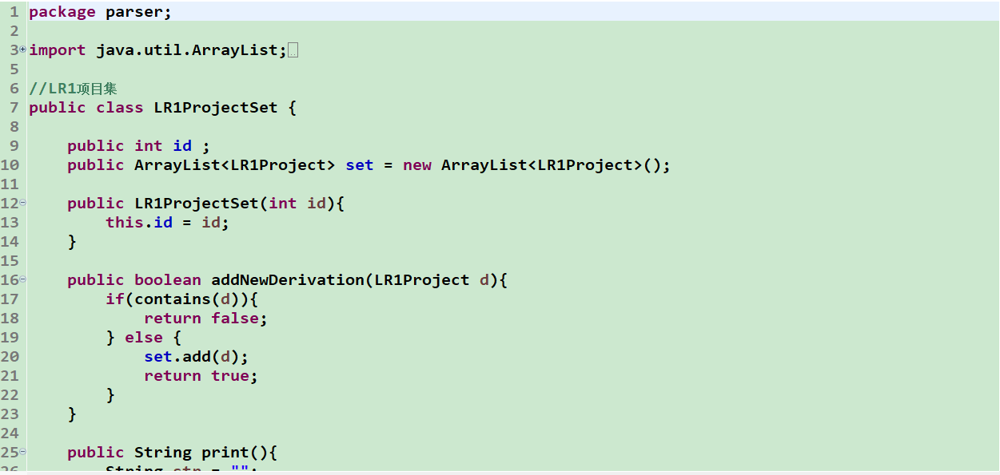 1 package parser;
2
3 import java.util.ArrayList;
5
6 //LR1项目集
7 public class LR1ProjectSet {
8
9     public int id ;
10     public ArrayList<LR1Project> set = new ArrayList<LR1Project>();
11
12     public LR1ProjectSet(int id){
13         this.id = id;
14     }
15
16     public boolean addNewDerivation(LR1Project d){
17         if(contains(d)){
18             return false;
19         } else {
20             set.add(d);
21             return true;
22         }
23     }
24
25     public String print(){
26         String str = "";